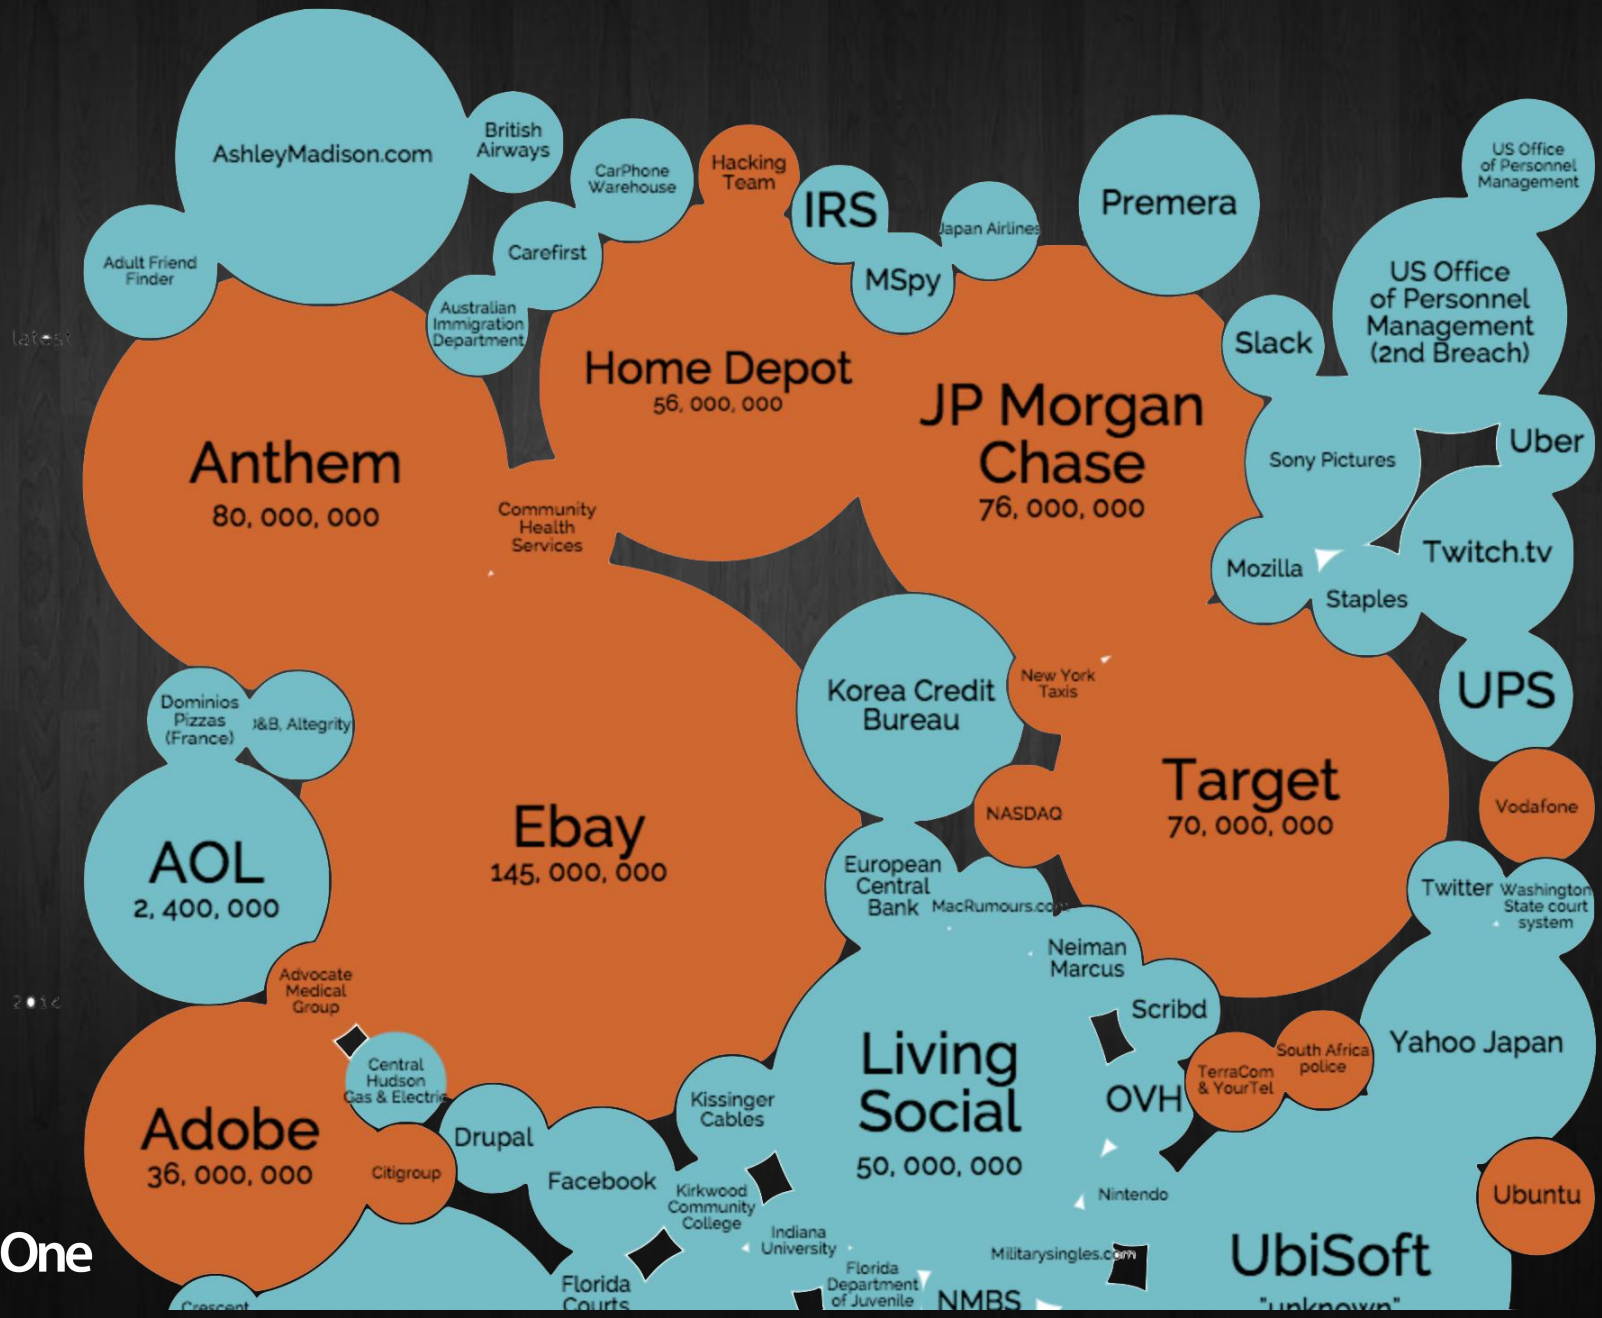 AshleyMadison.com
British
Airways
CarPhone
Warehouse
Hacking
Team
IRS
Japan Airlines
Premera
US Office
of Personnel
Management
Adult Friend
Finder
Carefirst
MSpy
Australian
Immigration
Department
US Office
of Personnel
Management
(2nd Breach)
latest
Slack
Home Depot
56, 000, 000
JP Morgan
Chase
76, 000, 000
Sony Pictures
Uber
Anthem
80, 000, 000
Community
Health
Services
Mozilla
Twitch.tv
Staples
Dominios
Pizzas
(France)
&B, Altegrity
Korea Credit
Bureau
New York
Taxis
UPS
Target
70, 000, 000
NASDAQ
Vodafone
Ebay
145, 000, 000
AOL
2, 400, 000
European
Central
Bank
MacRumours.com
Twitter
Washington
State court
system
Neiman
Marcus
Advocate
Medical
Group
Scribd
Yahoo Japan
Living
Social
50, 000, 000
Central
Hudson
Gas & Electric
TerraCom
& YourTel
South Africa
police
OVH
Kissinger
Cables
Adobe
36, 000, 000
Drupal
Citigroup
Facebook
Kirkwood
Community
College
Nintendo
Ubuntu
One
Indiana
University
Militarysingles.com
UbiSoft
"unknown"
Florida
Courts
Florida
Department
of Juvenile
NMBS
Crescent